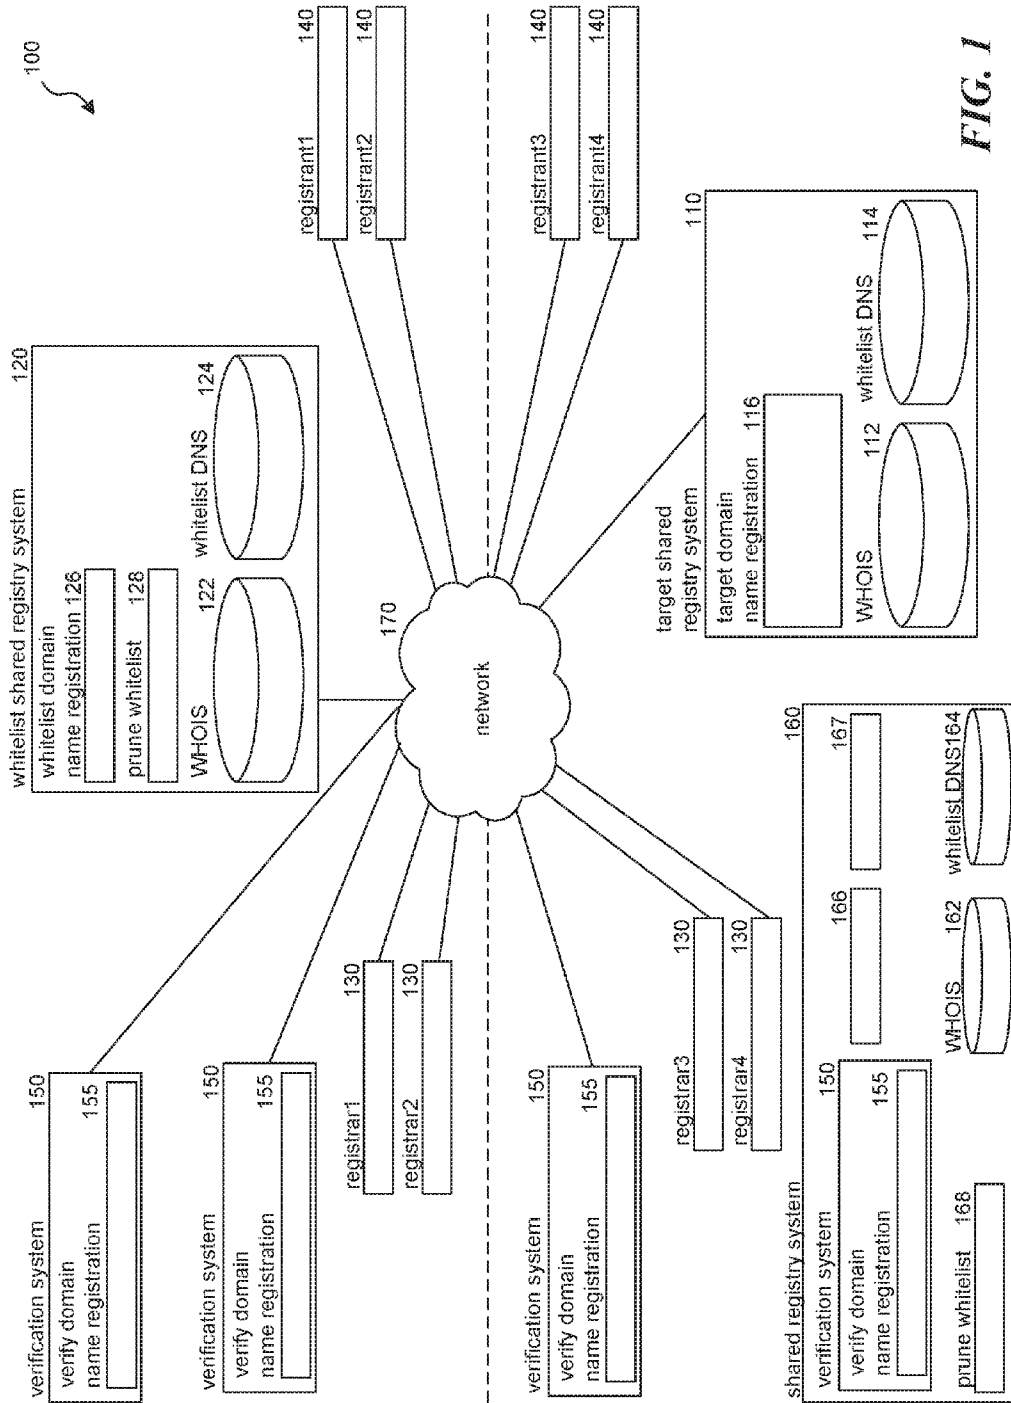 100
whitelist shared registry system 120
whitelist domain
name registration 126
prune whitelist 128
WHOIS 122
whitelist DNS 124
registrant1 140
registrant2 140
registrant3 140
registrant4 140
verification system 150
verify domain
name registration 155
verification system 150
verify domain
name registration 155
registrar1 130
registrar2 130
170
network
verification system 150
verify domain
name registration 155
registrar3 130
registrar4 130
target shared
registry system 110
target domain
name registration 116
WHOIS 112
whitelist DNS 114
shared registry system 160
verification system 150
verify domain
name registration 155
166
167
prune whitelist 168
WHOIS 162
whitelist DNS164
FIG. 1